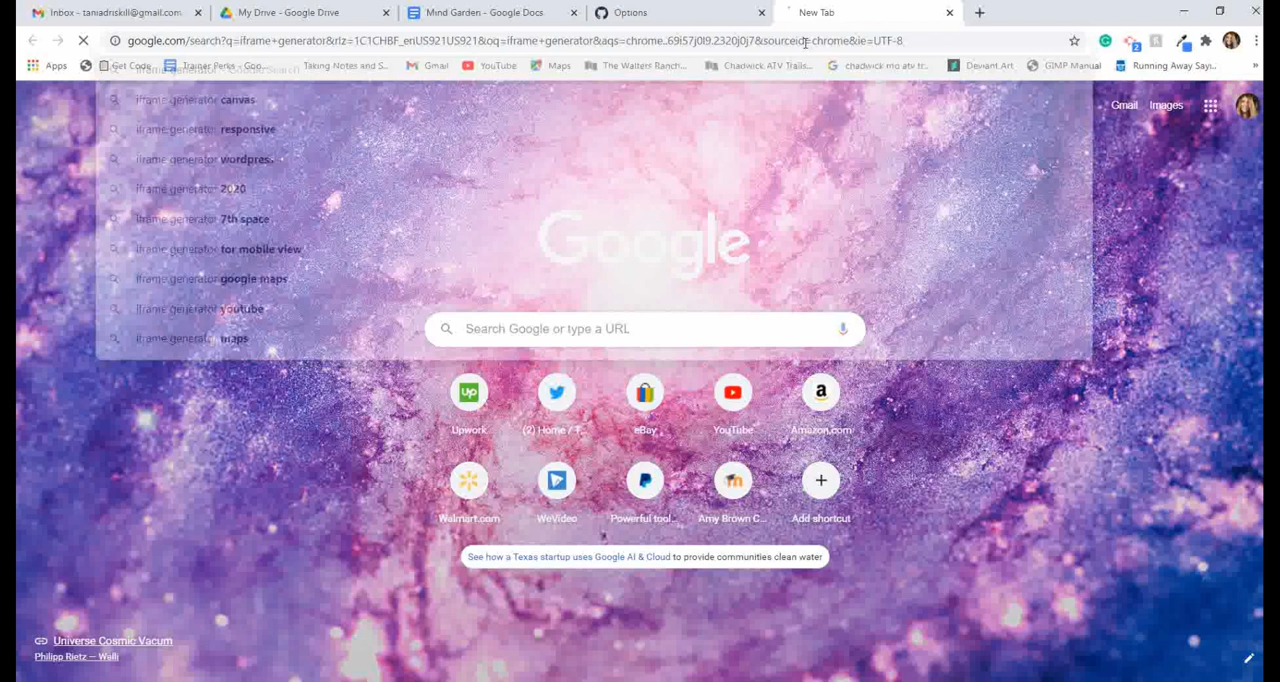 Inbox - taniadriskill@gmail.com
My Drive - Google Drive
Mind Garden - Google Docs
Options
New Tab
google.com/search?q=iframe+generator&rlz=1C1CHBF_enUS921US921&oq=iframe+generator&aqs=chrome..69i57j0l9.2320j0j7&sourceid=chrome&ie=UTF-8
Apps
Get Code
Trainer Perks - Goo...
Taking Notes and S...
Gmail
YouTube
Maps
The Walters Ranch...
Chadwick ATV Trails...
chadwick mo atv tr...
Deviant Art
GIMP Manual
Running Away Sayi...
»
Google Search
iframe generator canvas
iframe generator responsive
iframe generator wordpress
iframe generator 2020
iframe generator 7th space
iframe generator for mobile view
iframe generator google maps
iframe generator youtube
iframe generator maps
Gmail
Images
Google
Search Google or type a URL
Up
Upwork
(2) Home / T...
eBay
YouTube
a
Amazon.com
Walmart.com
WeVideo
Powerful tool...
Amy Brown C...
Add shortcut
See how a Texas startup uses Google AI & Cloud to provide communities clean water
Universe Cosmic Vacum
Philipp Rietz — Walli